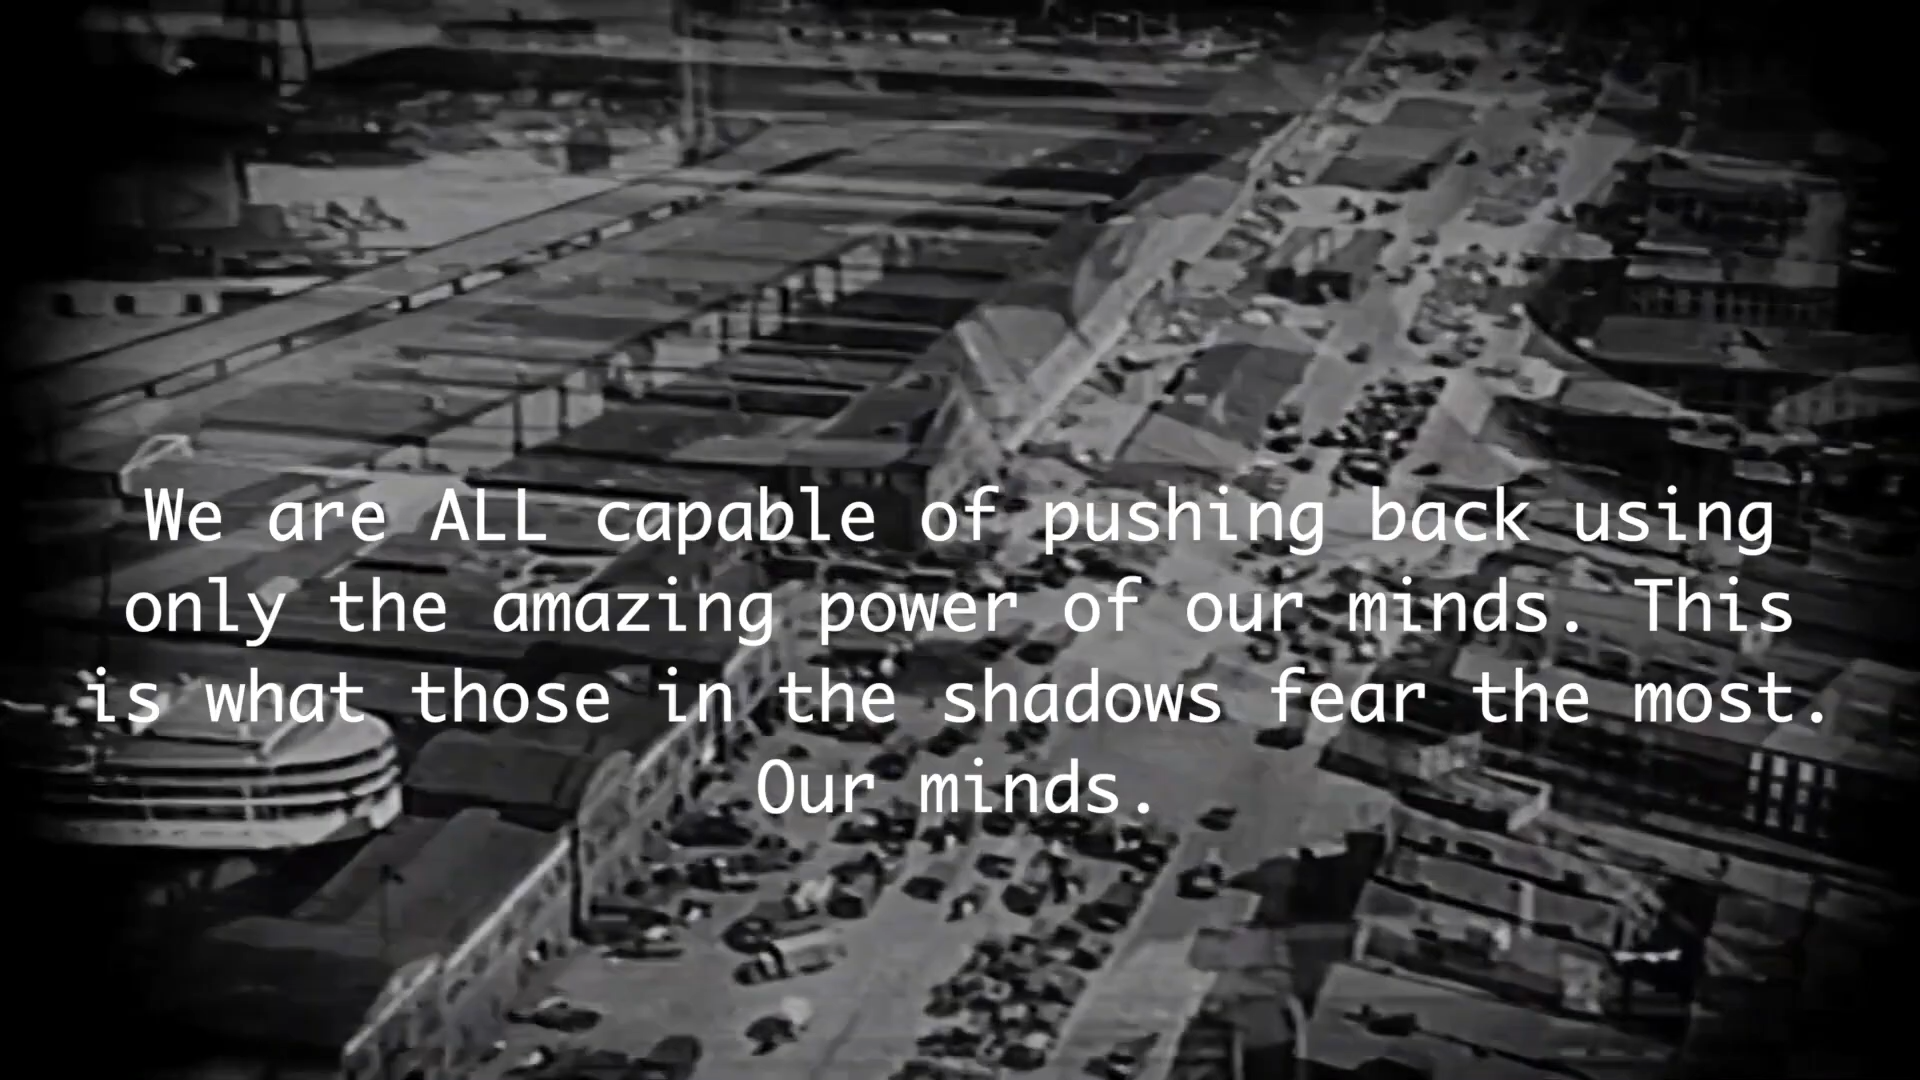 We are ALL capable of pushing back using
only the amazing power of our minds. This
is what those in the shadows fear the most.
Our minds.